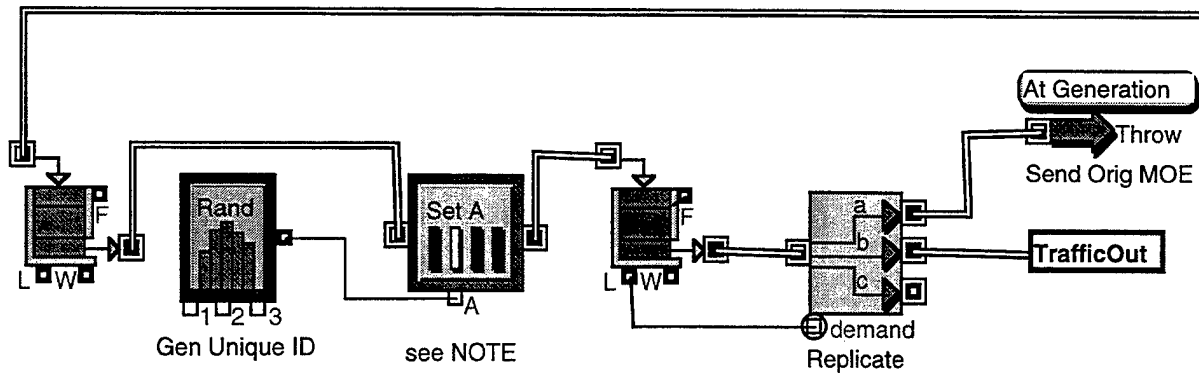 At Generation
Throw
Send Orig MOE
F
L W
Rand
1 2 3
Gen Unique ID
Set A
A
see NOTE
F
L W
a
b
c
demand
Replicate
TrafficOut